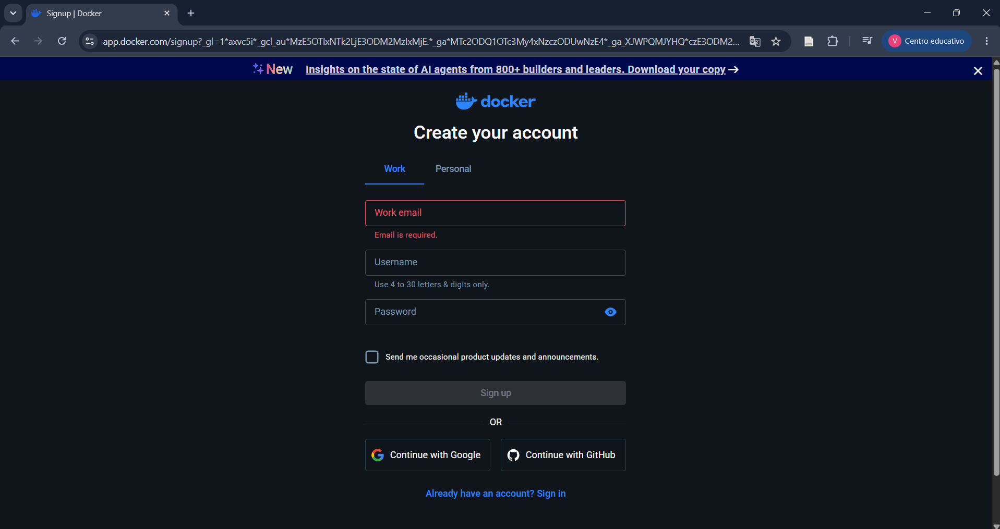 Signup | Docker
app.docker.com/signup?_gl=1*axvc5i*_gcl_au*MzE5OTIxNTk2LjE3ODM2MzIxMjE.*_ga*MTc2ODQ1OTc3My4xNzczODUwNzE4*_ga_XJWPQMJYHQ*czE3ODM2...
V Centro educativo
New Insights on the state of AI agents from 800+ builders and leaders. Download your copy →
docker
Create your account
Work Personal
Work email
Email is required.
Username
Use 4 to 30 letters & digits only.
Password
Send me occasional product updates and announcements.
Sign up
OR
Continue with Google Continue with GitHub
Already have an account? Sign in